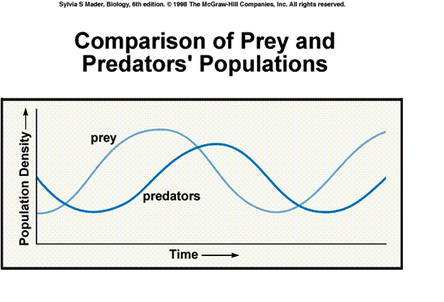 Sylvia S Mader, Biology, 6th edition. © 1998 The McGraw-Hill Companies, Inc. All rights reserved.
Comparison of Prey and
Predators' Populations
Population Density
prey
predators
Time